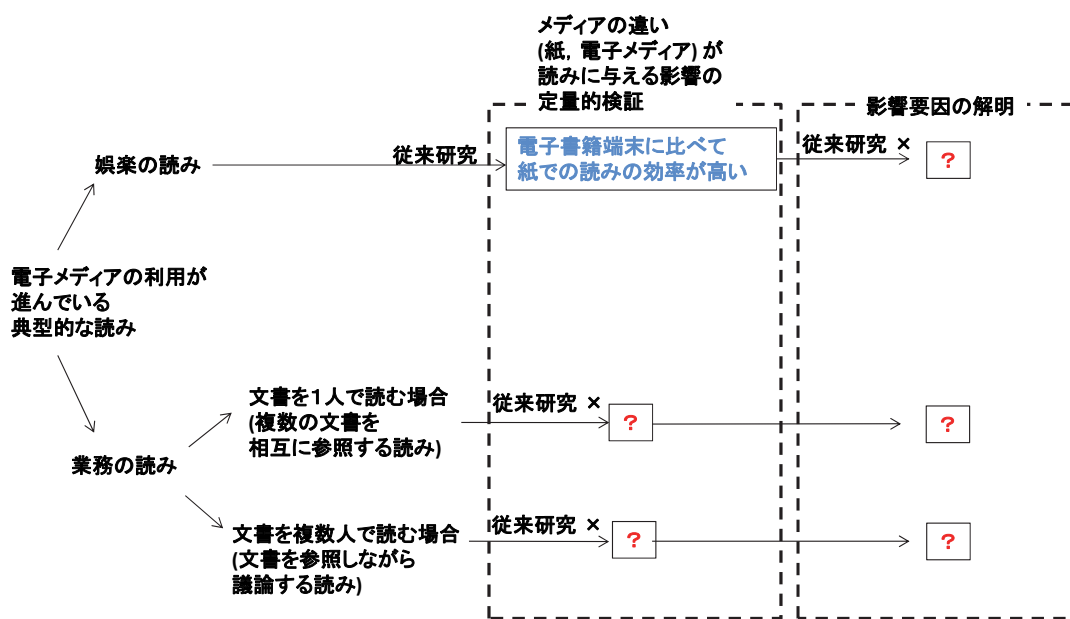 メディアの違い
(紙，電子メディア)が
読みに与える影響の
定量的検証
影響要因の解明
娯楽の読み
従来研究
電子書籍端末に比べて
紙での読みの効率が高い
従来研究 ×
?
電子メディアの利用が
進んでいる
典型的な読み
業務の読み
文書を1人で読む場合
(複数の文書を
相互に参照する読み)
従来研究 ×
?
?
文書を複数人で読む場合
(文書を参照しながら
議論する読み)
従来研究 ×
?
?